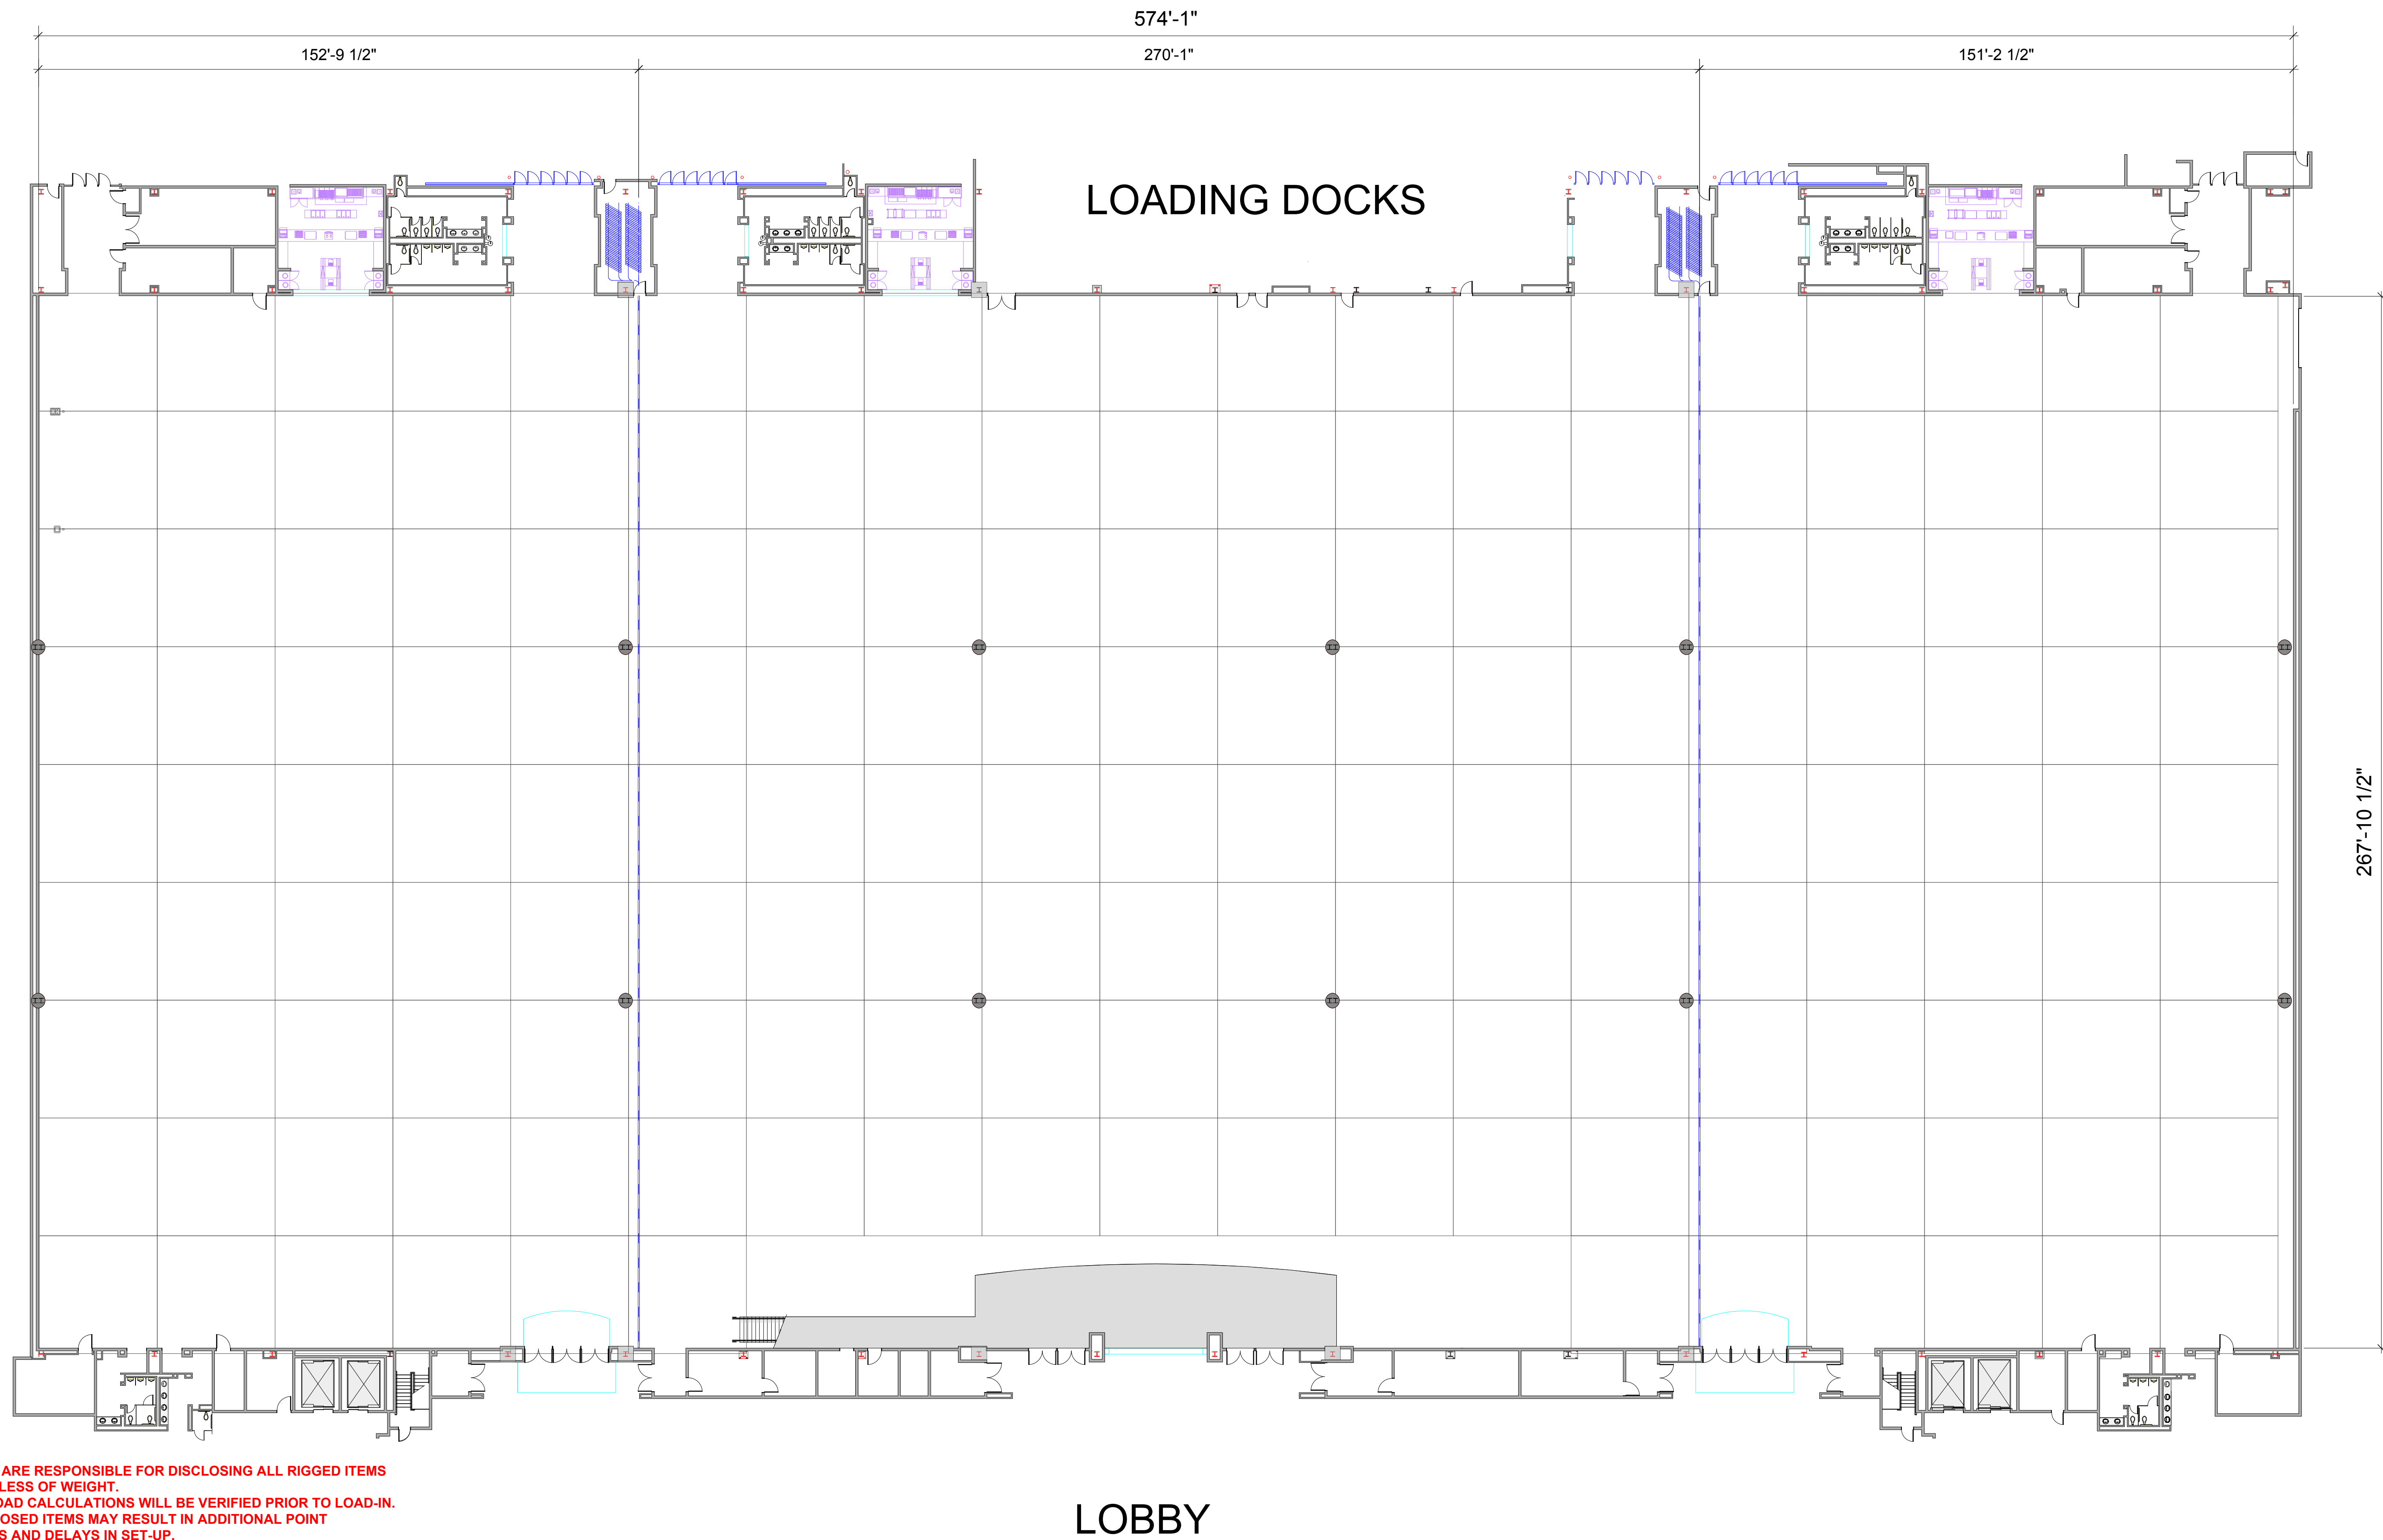 574'-1"
152'-9 1/2"
270'-1"
151'-2 1/2"
LOADING DOCKS
267'-10 1/2"
ARE RESPONSIBLE FOR DISCLOSING ALL RIGGED ITEMS
LESS OF WEIGHT.
OAD CALCULATIONS WILL BE VERIFIED PRIOR TO LOAD-IN.
OSED ITEMS MAY RESULT IN ADDITIONAL POINT
S AND DELAYS IN SET-UP.
LOBBY